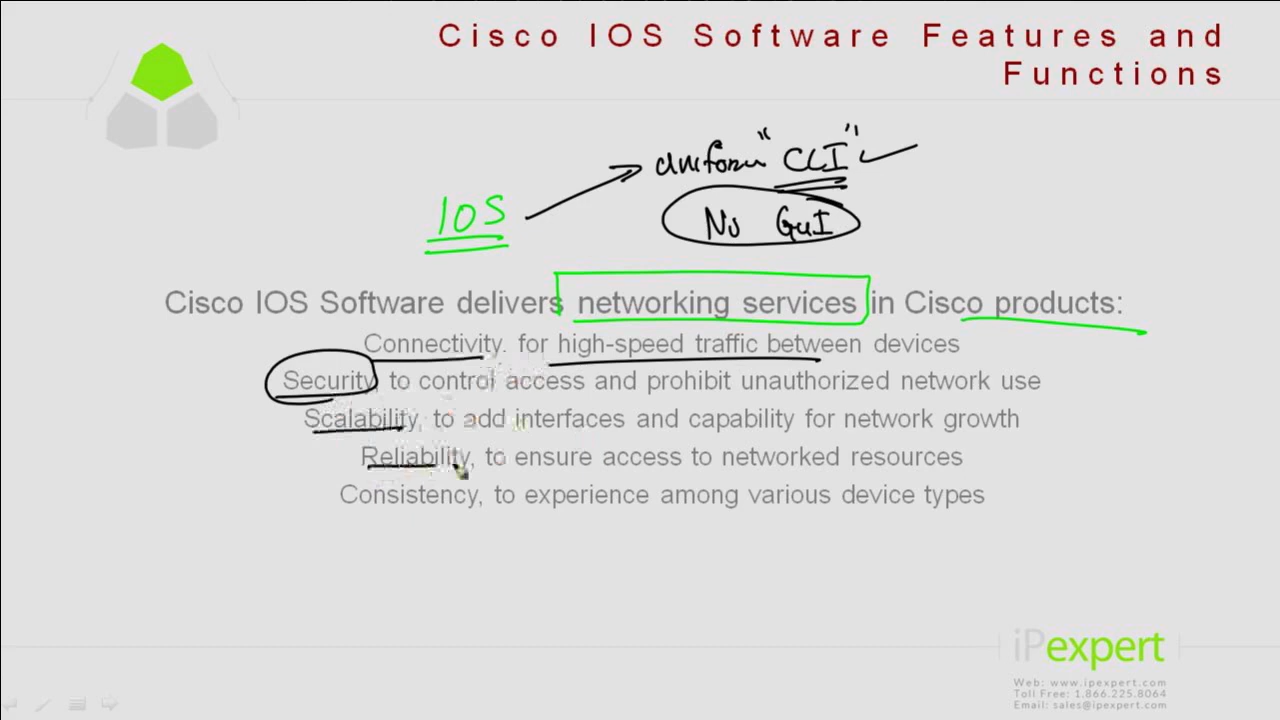 Cisco IOS Software Features and
Functions
uniform "CLI"
IOS
No GUI
Cisco IOS Software delivers networking services in Cisco products:
Connectivity. for high-speed traffic between devices
Security, to control access and prohibit unauthorized network use
Scalability, to add interfaces and capability for network growth
Reliability, to ensure access to networked resources
Consistency, to experience among various device types
iPexpert
Web: www.ipexpert.com
Toll Free: 1.866.225.8064
Email: sales@ipexpert.com